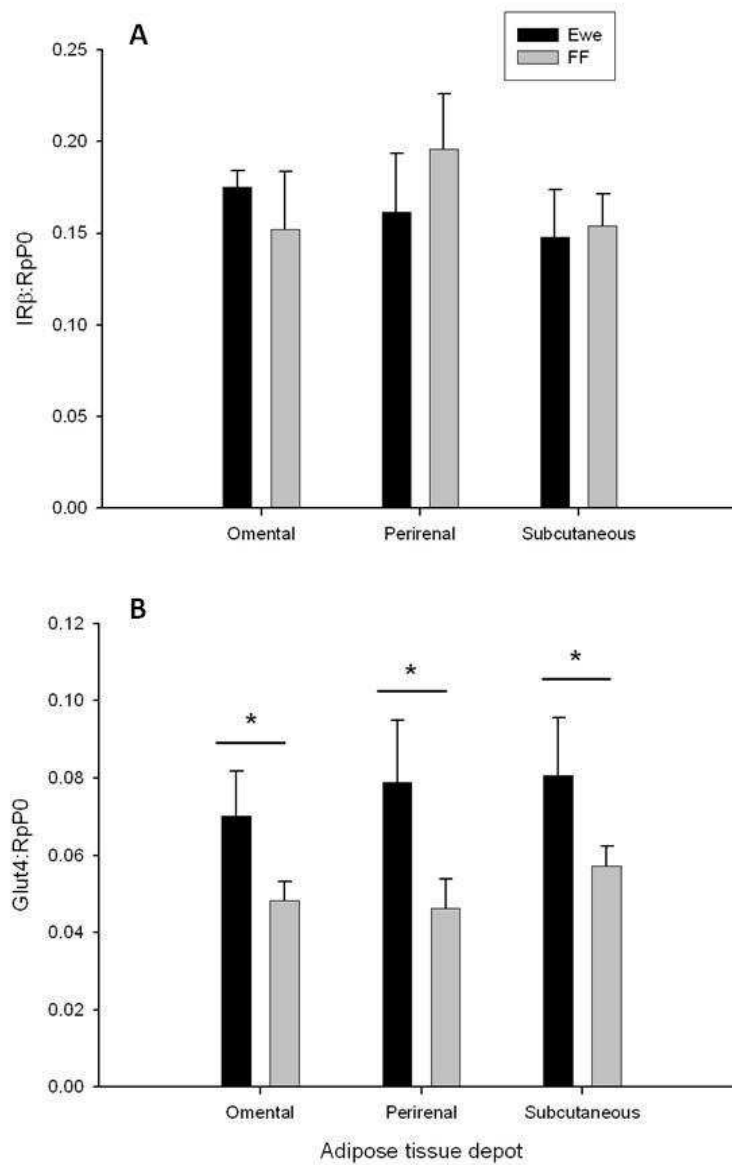 A
Ewe
FF
0.25
0.20
0.15
0.10
0.05
0.00
IRβ:RpP0
Omental Perirenal Subcutaneous
B
0.12
0.10
0.08
0.06
0.04
0.02
0.00
Glut4:RpP0
* * *
Omental Perirenal Subcutaneous
Adipose tissue depot